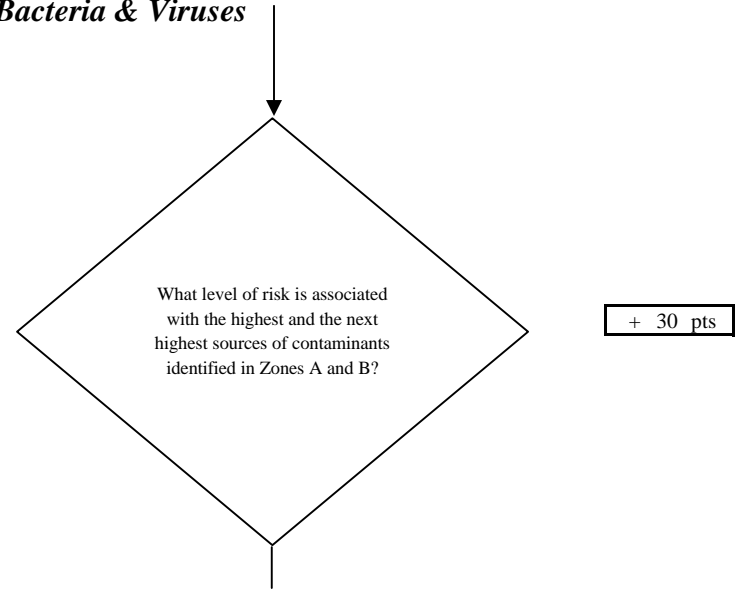 Bacteria & Viruses
What level of risk is associated
with the highest and the next
highest sources of contaminants
identified in Zones A and B?
+ 30 pts